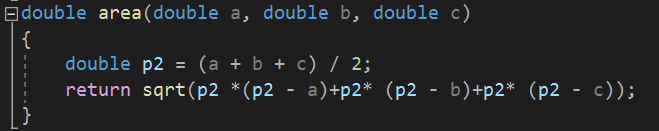 double area(double a, double b, double c)
{
double p2 = (a + b + c) / 2;
return sqrt(p2 *(p2 - a)+p2* (p2 - b)+p2* (p2 - c));
}